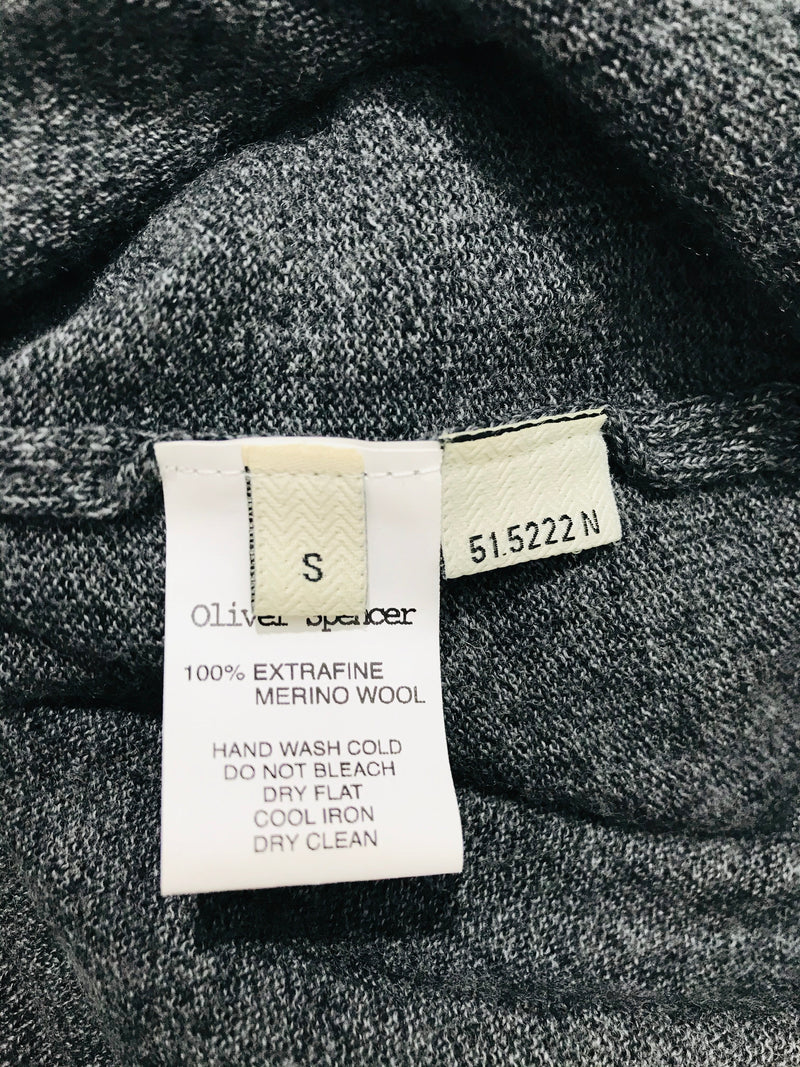 S
51.5222 N
Oliver Spencer
100% EXTRAFINE
MERINO WOOL
HAND WASH COLD
DO NOT BLEACH
DRY FLAT
COOL IRON
DRY CLEAN